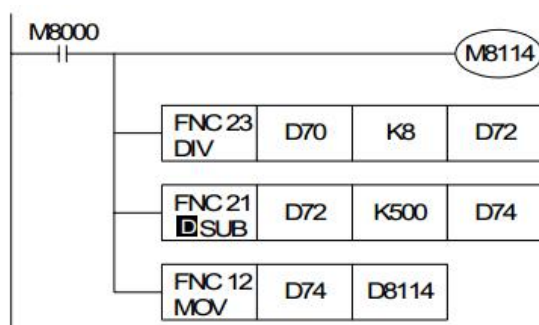 M8000
M8114
FNC 23 DIV D70 K8 D72
FNC 21 D SUB D72 K500 D74
FNC 12 MOV D74 D8114